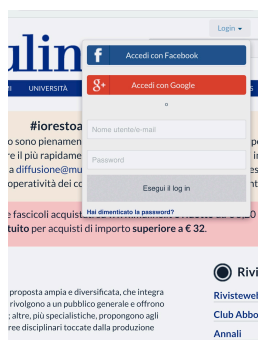 Login
ulin
f Accedi con Facebook
8+ Accedi con Google
o
UNIVERSITÀ
Nome utente/o e-mail
Password
Esegui il log in
Hai dimenticato la password?
#iorestoa
o sono pienamen
re il più rapidame
a diffusione@mu
operatività dei co
e fascicoli acquist
tuito per acquisti di importo superiore a € 32.
Rivi
proposta ampia e diversificata, che integra
rivolgono a un pubblico generale e offrono
; altre, più specialistiche, propongono agli
ree disciplinari toccate dalla produzione
Rivistewel
Club Abbo
Annali